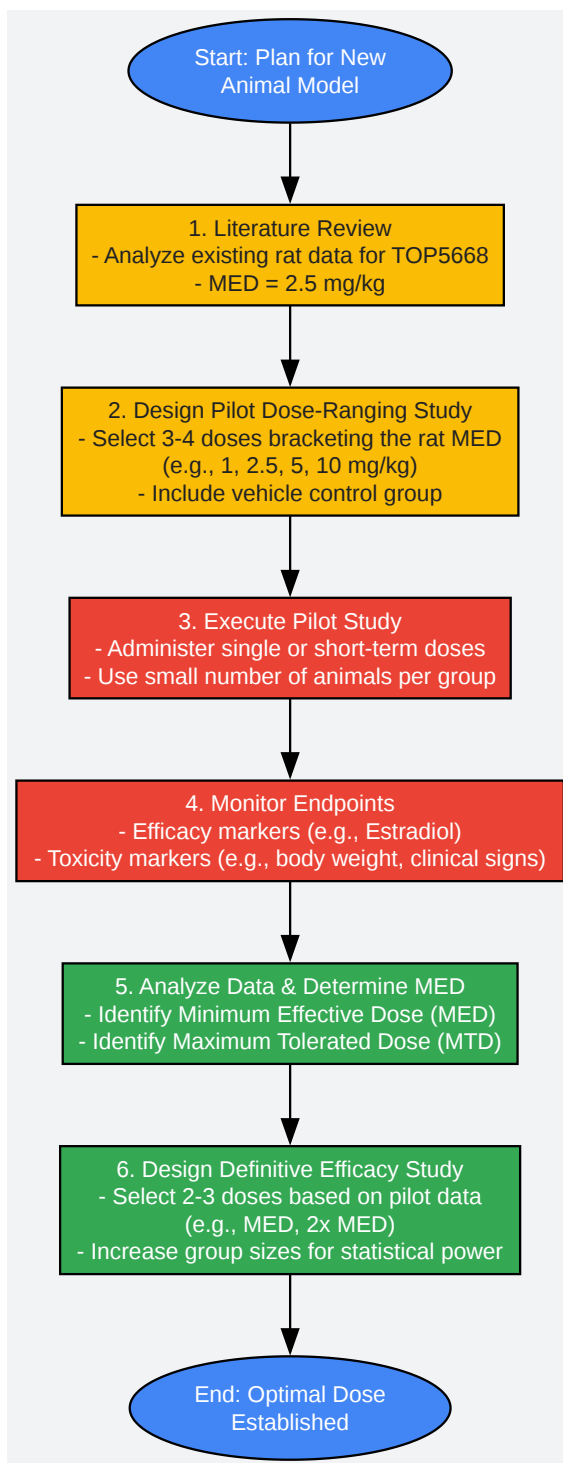 Start: Plan for New
Animal Model
1. Literature Review
- Analyze existing rat data for TOP5668
- MED = 2.5 mg/kg
2. Design Pilot Dose-Ranging Study
- Select 3-4 doses bracketing the rat MED
(e.g., 1, 2.5, 5, 10 mg/kg)
- Include vehicle control group
3. Execute Pilot Study
- Administer single or short-term doses
- Use small number of animals per group
4. Monitor Endpoints
- Efficacy markers (e.g., Estradiol)
- Toxicity markers (e.g., body weight, clinical signs)
5. Analyze Data & Determine MED
- Identify Minimum Effective Dose (MED)
- Identify Maximum Tolerated Dose (MTD)
6. Design Definitive Efficacy Study
- Select 2-3 doses based on pilot data
(e.g., MED, 2x MED)
- Increase group sizes for statistical power
End: Optimal Dose
Established